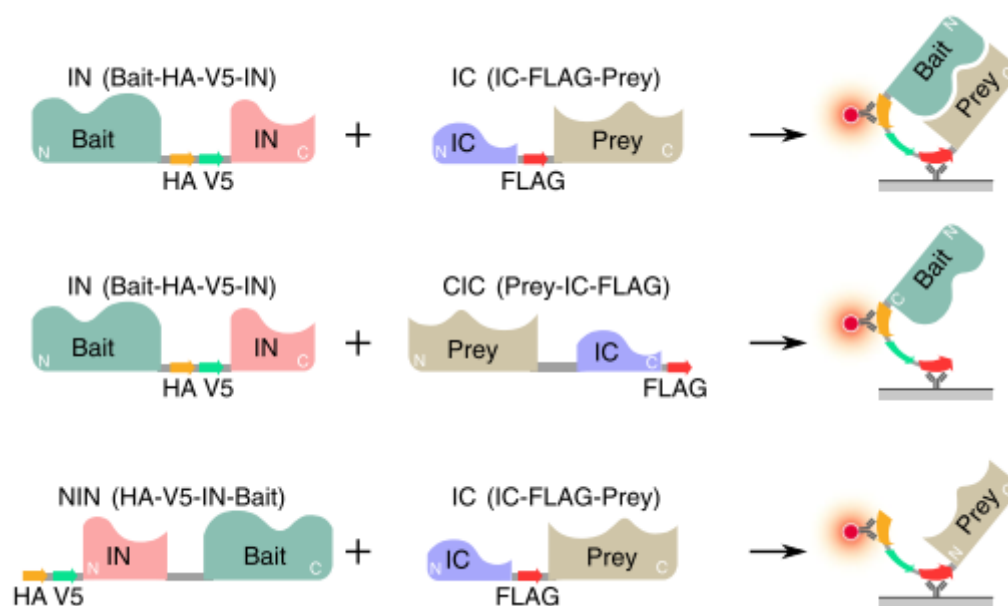 IN (Bait-HA-V5-IN)
IC (IC-FLAG-Prey)
N Bait
HA V5
IN C
+
N IC
FLAG
Prey C
Bait N
Prey C
IN (Bait-HA-V5-IN)
CIC (Prey-IC-FLAG)
N Bait
HA V5
IN C
+
N Prey
IC C
FLAG
Bait N
C
NIN (HA-V5-IN-Bait)
IC (IC-FLAG-Prey)
HA V5
N IN
Bait C
+
N IC
FLAG
Prey C
Prey C
N